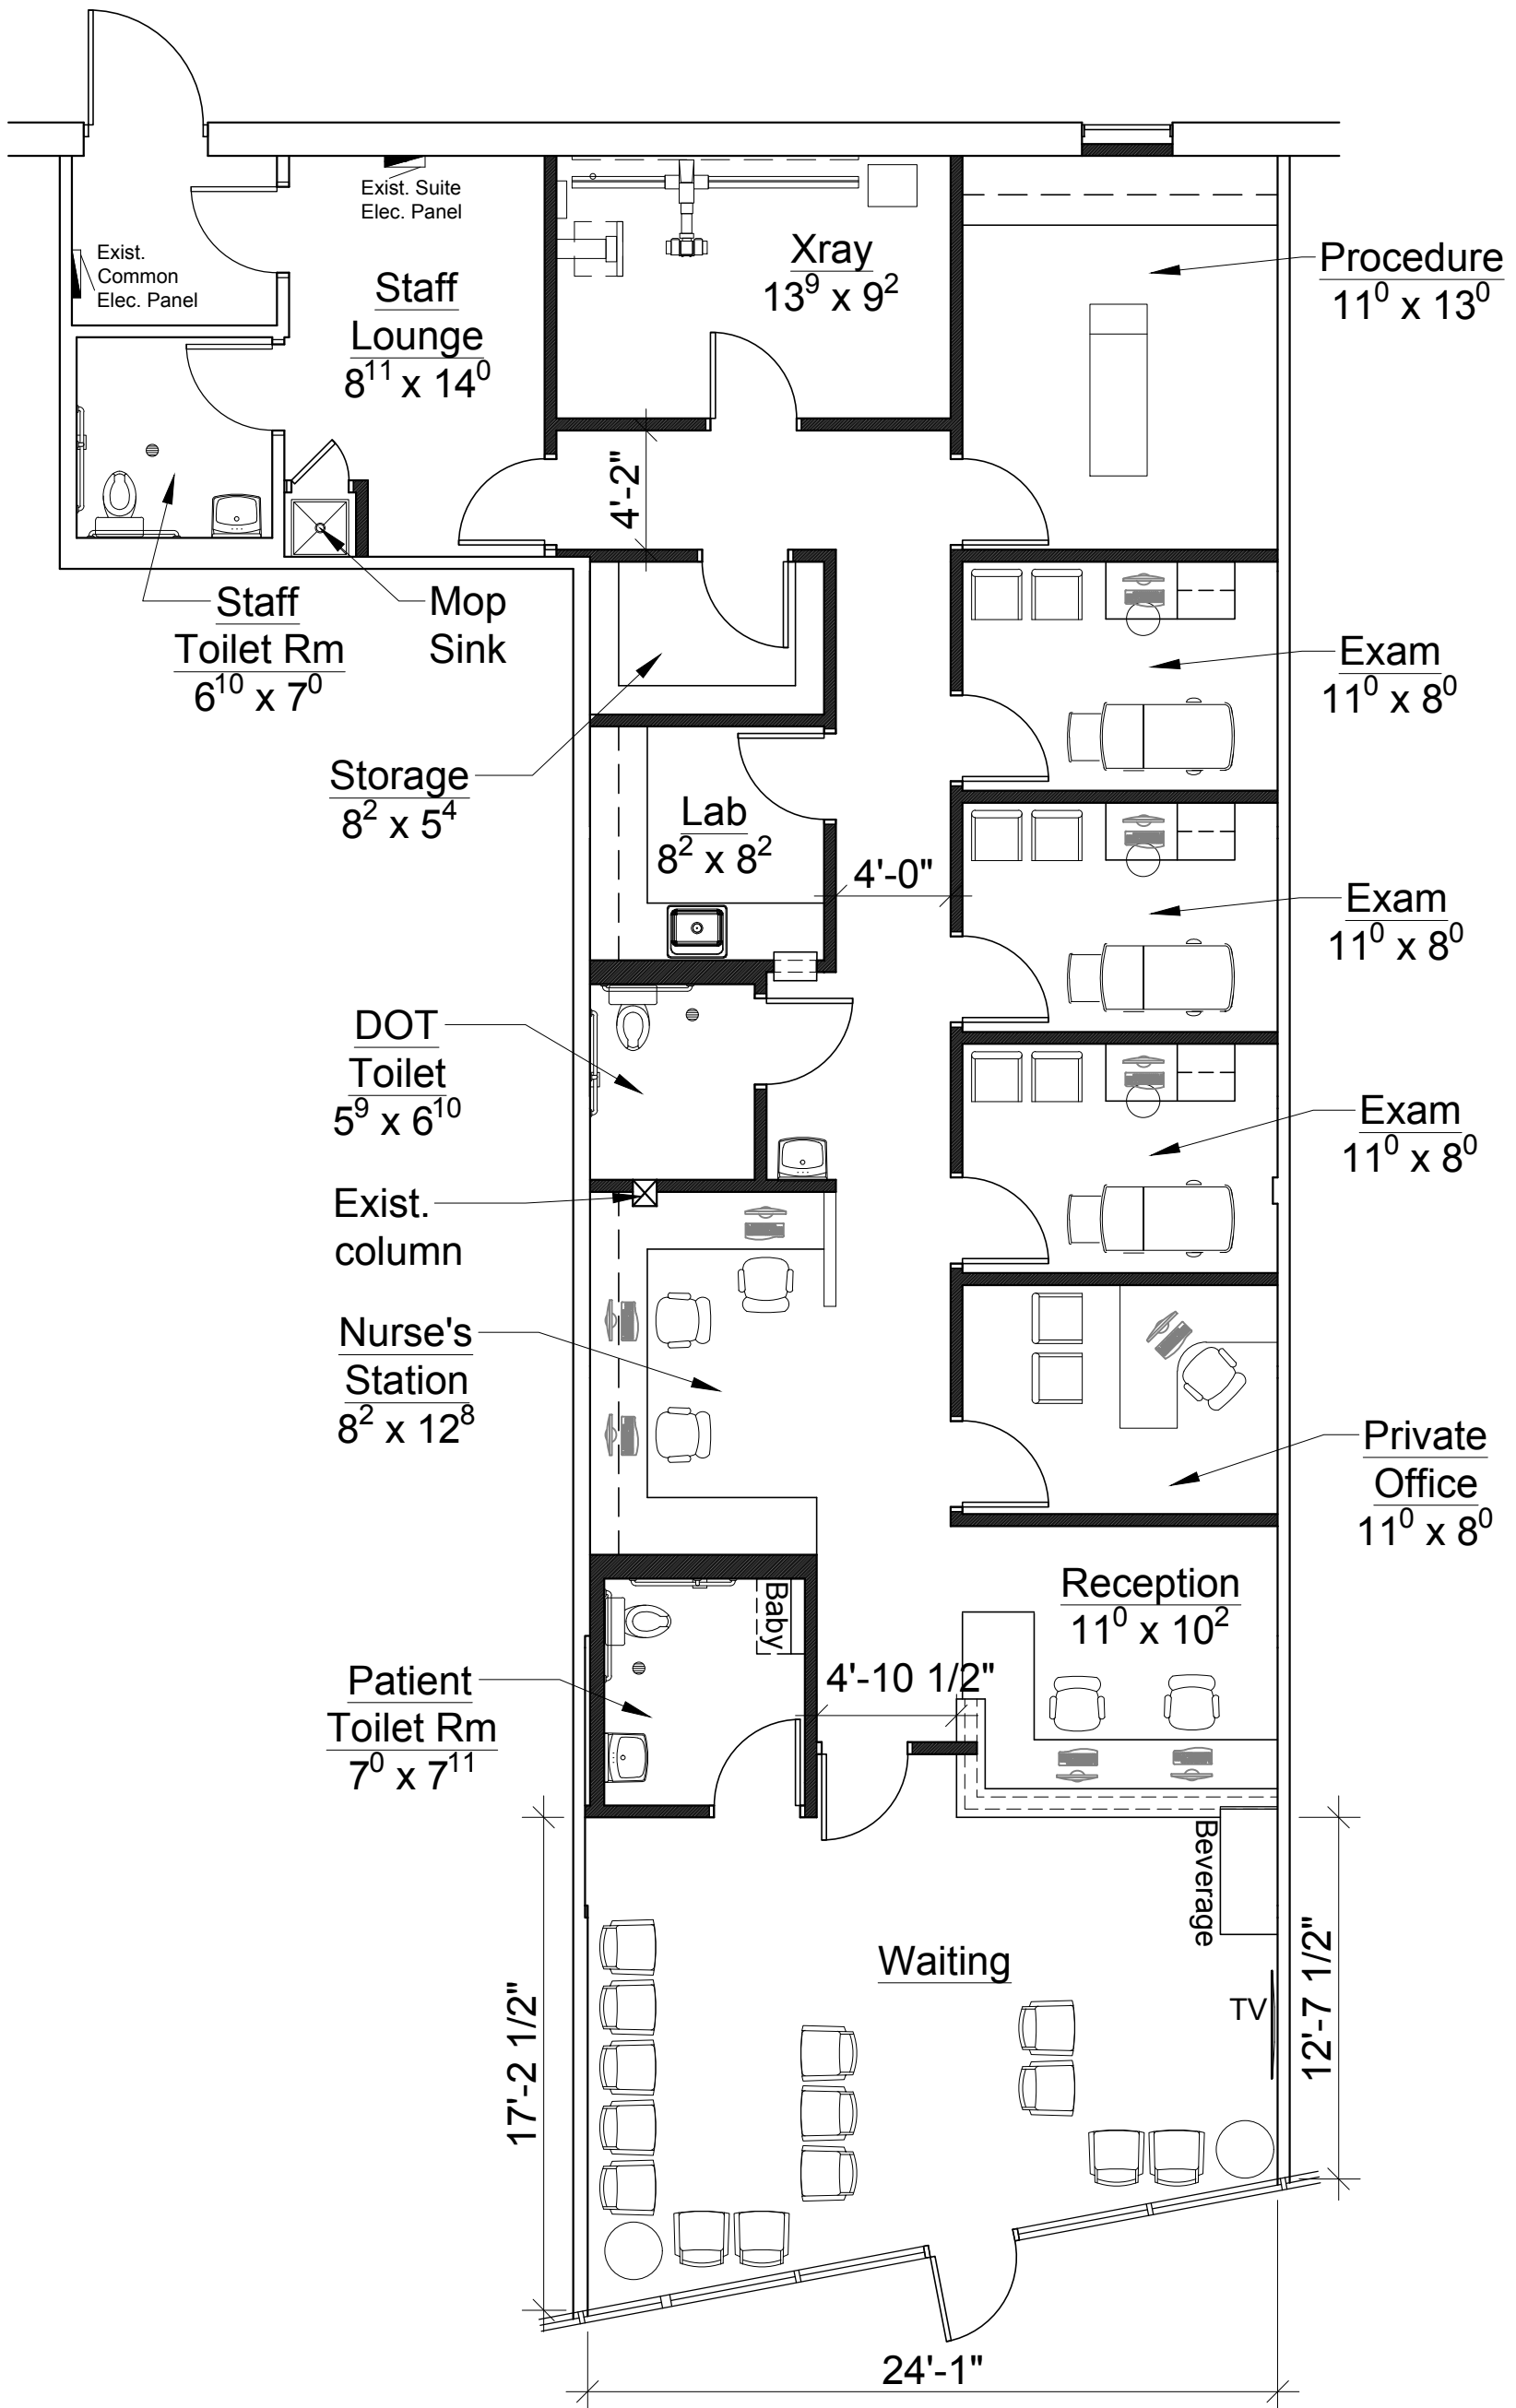 Exist. Suite
Elec. Panel
Exist.
Common
Elec. Panel
Staff
Lounge
8¹¹ x 14⁰
Xray
13⁹ x 9²
Procedure
11⁰ x 13⁰
4'-2"
Staff
Toilet Rm
6¹⁰ x 7⁰
Mop
Sink
Exam
11⁰ x 8⁰
Storage
8² x 5⁴
Lab
8² x 8²
4'-0"
Exam
11⁰ x 8⁰
DOT
Toilet
5⁹ x 6¹⁰
Exam
11⁰ x 8⁰
Exist.
column
Nurse's
Station
8² x 12⁸
Private
Office
11⁰ x 8⁰
Reception
11⁰ x 10²
Baby
4'-10 1/2"
Patient
Toilet Rm
7⁰ x 7¹¹
Beverage
Waiting
TV
17'-2 1/2"
12'-7 1/2"
24'-1"